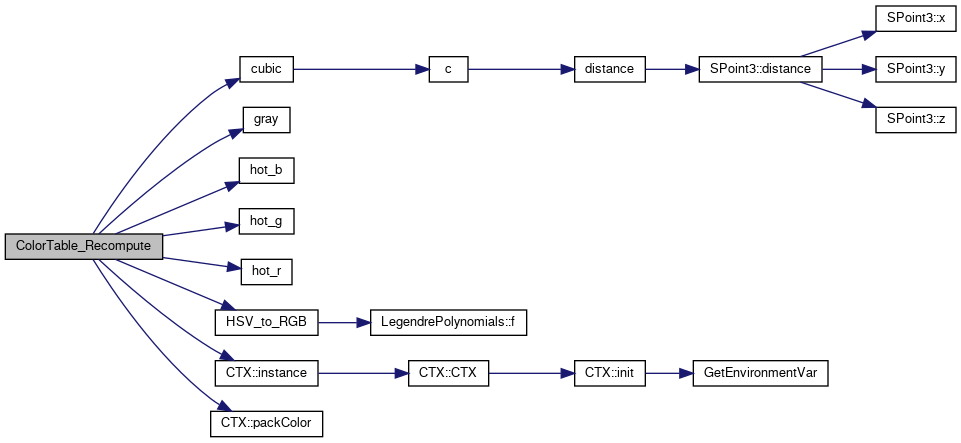 SPoint3::x
cubic
c
distance
SPoint3::distance
SPoint3::y
gray
SPoint3::z
hot_b
hot_g
ColorTable_Recompute
hot_r
HSV_to_RGB
LegendrePolynomials::f
CTX::instance
CTX::CTX
CTX::init
GetEnvironmentVar
CTX::packColor